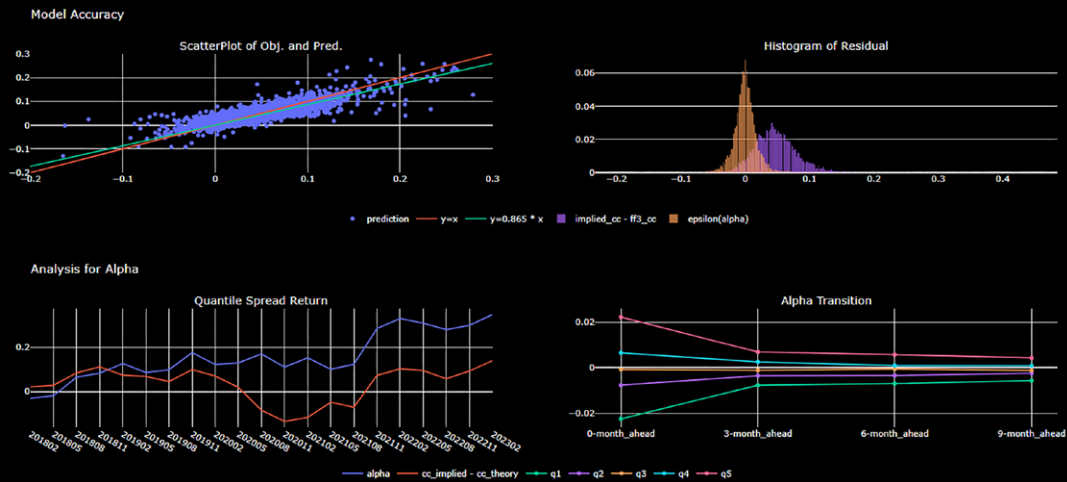 Model Accuracy
ScatterPlot of Obj. and Pred.
Histogram of Residual
0.3
0.2
0.1
0
−0.1
−0.2
−0.2 −0.1 0 0.1 0.2 0.3
0.06
0.04
0.02
0
−0.2 −0.1 0 0.1 0.2 0.3 0.4
prediction y=x y=0.865 * x implied_cc - ff3_cc epsilon(alpha)
Analysis for Alpha
Quantile Spread Return
Alpha Transition
0.2
0
201802 201805 201808 201811 201902 201905 201908 201911 202002 202005 202008 202011 202102 202105 202108 202111 202202 202205 202208 202211 202302
0.02
0
−0.02
0-month_ahead 3-month_ahead 6-month_ahead 9-month_ahead
alpha cc_implied - cc_theory q1 q2 q3 q4 q5